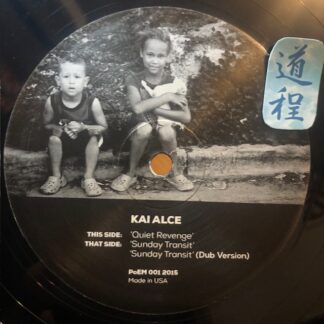 道程
KAI ALCE
THIS SIDE: 'Quiet Revenge'
THAT SIDE: 'Sunday Transit'
'Sunday Transit' (Dub Version)
PoEM 001 2015
Made in USA